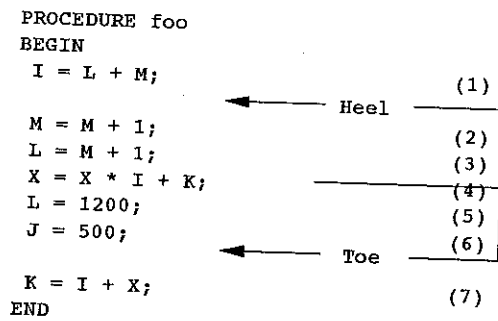 PROCEDURE foo
BEGIN
I = L + M; (1)
Heel
M = M + 1; (2)
L = M + 1; (3)
X = X * I + K; (4)
L = 1200; (5)
J = 500; (6)
Toe
K = I + X; (7)
END